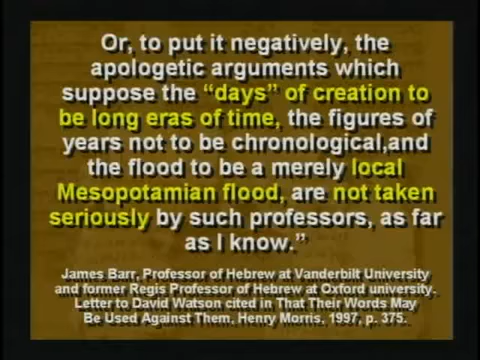 Or, to put it negatively, the
apologetic arguments which
suppose the “days” of creation to
be long eras of time, the figures of
years not to be chronological,and
the flood to be a merely local
Mesopotamian flood, are not taken
seriously by such professors, as far
as I know.”
James Barr, Professor of Hebrew at Vanderbilt University
and former Regis Professor of Hebrew at Oxford university.
Letter to David Watson cited in That Their Words May
Be Used Against Them, Henry Morris, 1997, p. 375.